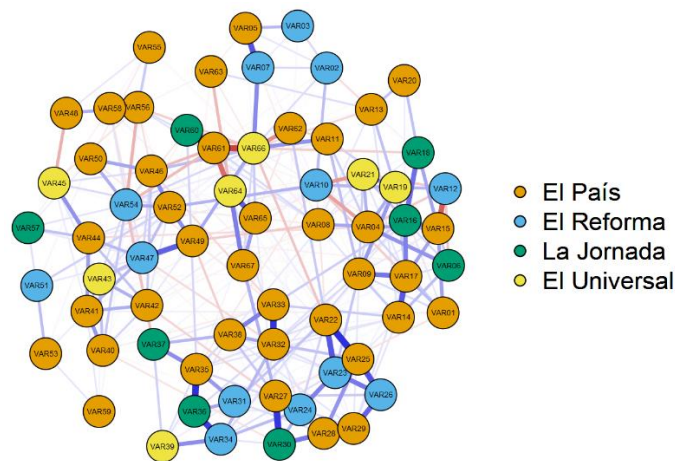 VAR03
VAR05
VAR55
VAR07
VAR02
VAR63
VAR20
VAR48
VAR58
VAR56
VAR13
VAR60
VAR62
VAR11
VAR61
VAR66
VAR18
VAR50
VAR46
VAR21
VAR45
VAR10
VAR19
VAR12
VAR64
El País
VAR54
VAR52
VAR65
VAR16
VAR57
VAR08
VAR04
VAR15
El Reforma
VAR44
VAR49
VAR47
La Jornada
VAR67
VAR06
VAR43
VAR09
VAR17
El Universal
VAR51
VAR41
VAR42
VAR33
VAR22
VAR14
VAR01
VAR38
VAR37
VAR32
VAR53
VAR40
VAR25
VAR35
VAR23
VAR31
VAR27
VAR26
VAR59
VAR36
VAR24
VAR34
VAR28
VAR29
VAR39
VAR30